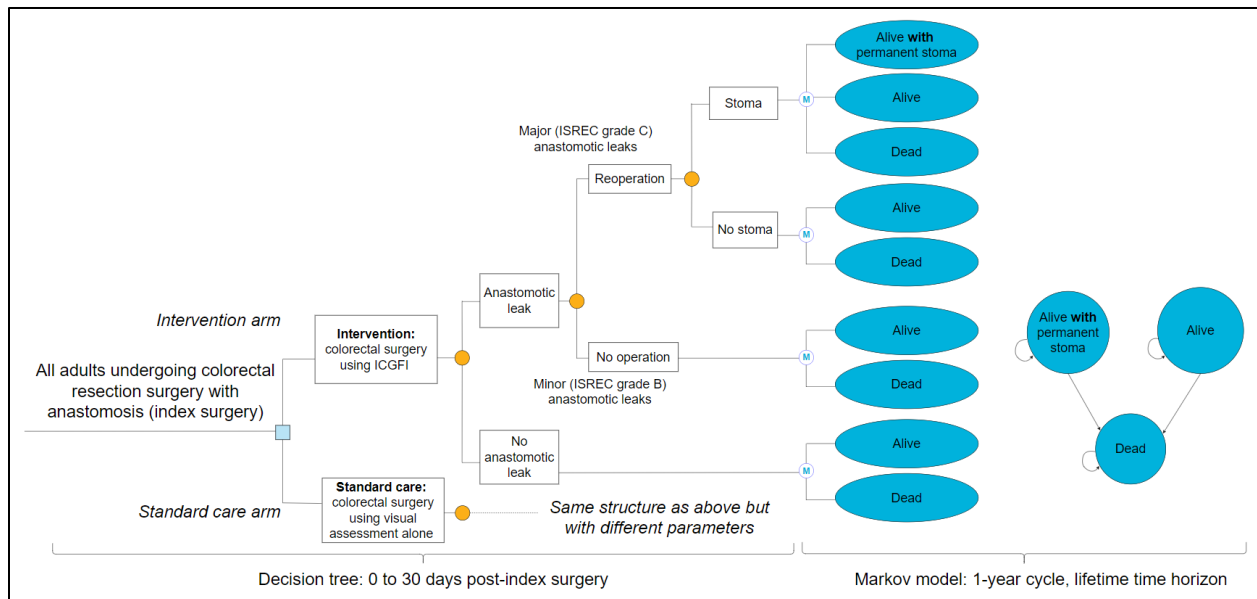 Alive with
permanent stoma
Alive
Dead
Stoma
M
Major (ISREC grade C)
anastomotic leaks
Reoperation
No stoma
Alive
M
Dead
Anastomotic
leak
No operation
Minor (ISREC grade B)
anastomotic leaks
Alive
M
Dead
Intervention arm
Intervention:
colorectal surgery
using ICGFI
All adults undergoing colorectal
resection surgery with
anastomosis (index surgery)
No
anastomotic
leak
Alive
M
Dead
Standard care arm
Standard care:
colorectal surgery
using visual
assessment alone
Same structure as above but
with different parameters
Alive with
permanent
stoma
Alive
Dead
Decision tree: 0 to 30 days post-index surgery
Markov model: 1-year cycle, lifetime time horizon